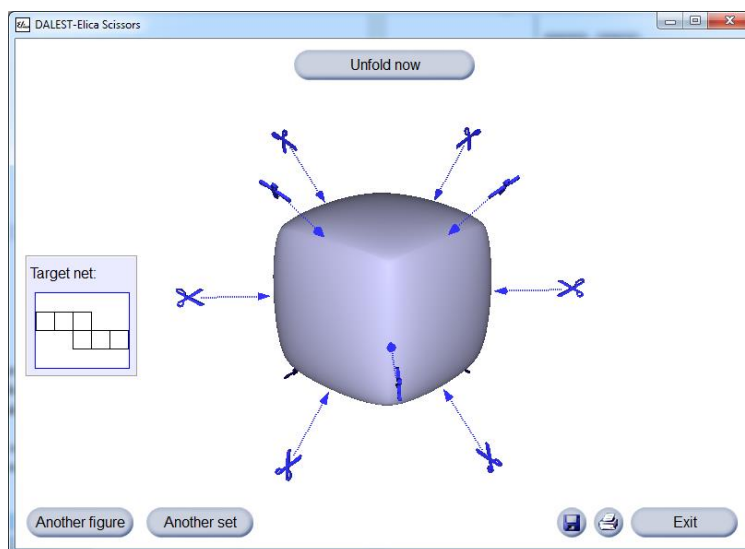 DALEST-Elica Scissors
Unfold now
Target net:
Another figure
Another set
Exit